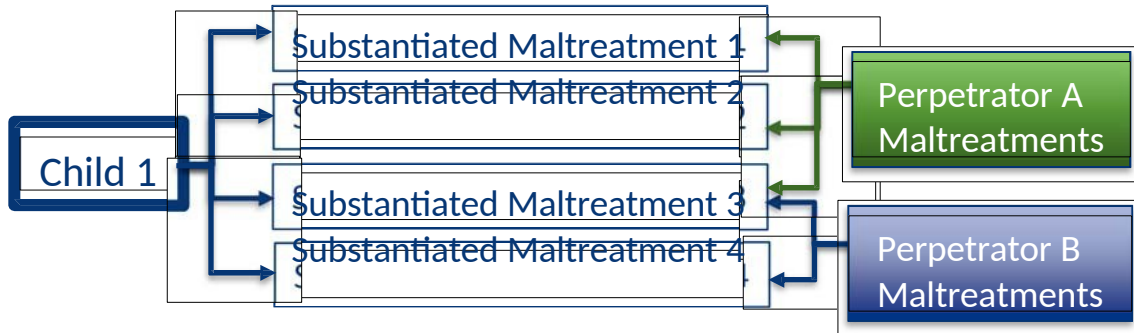 Substantiated Maltreatment 1
Substantiated Maltreatment 2
Perpetrator A
Maltreatments
Child 1
Substantiated Maltreatment 3
Substantiated Maltreatment 4
Perpetrator B
Maltreatments